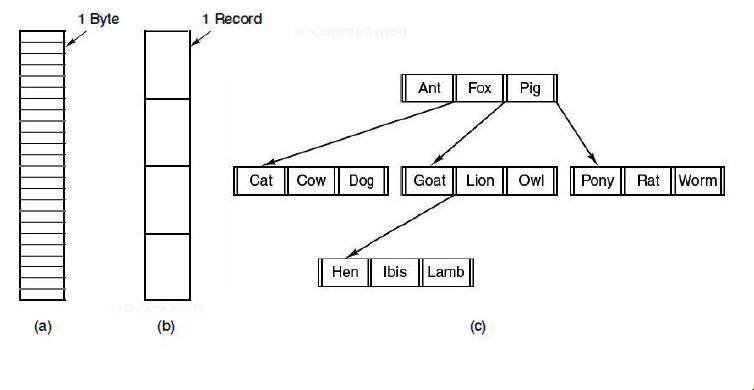 1 Byte
1 Record
Ant Fox Pig
Cat Cow Dog
Goat Lion Owl
Pony Rat Worm
Hen Ibis Lamb
(a)
(b)
(c)